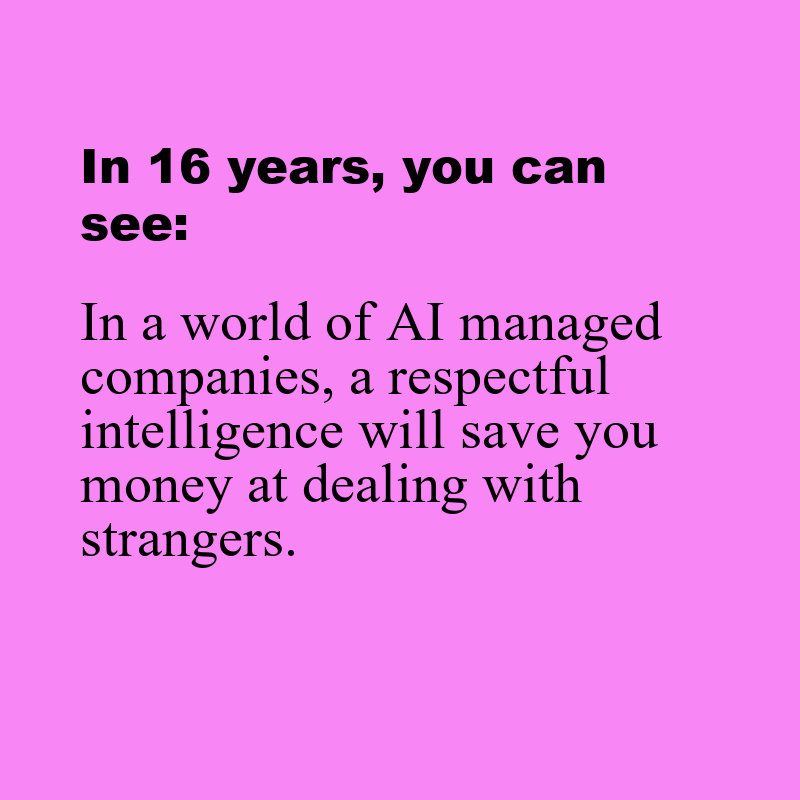 In 16 years, you can
see:
In a world of AI managed
companies, a respectful
intelligence will save you
money at dealing with
strangers.